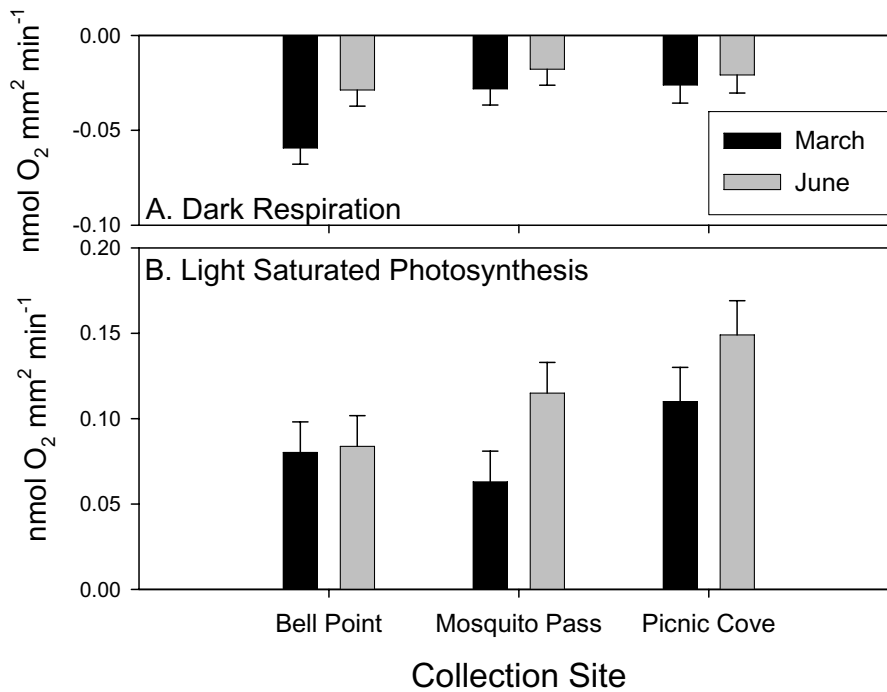 0.00
-0.05
-0.10
nmol O2 mm2 min-1
A. Dark Respiration
March
June
0.20
0.15
0.10
0.05
0.00
nmol O2 mm2 min-1
B. Light Saturated Photosynthesis
Bell Point Mosquito Pass Picnic Cove
Collection Site